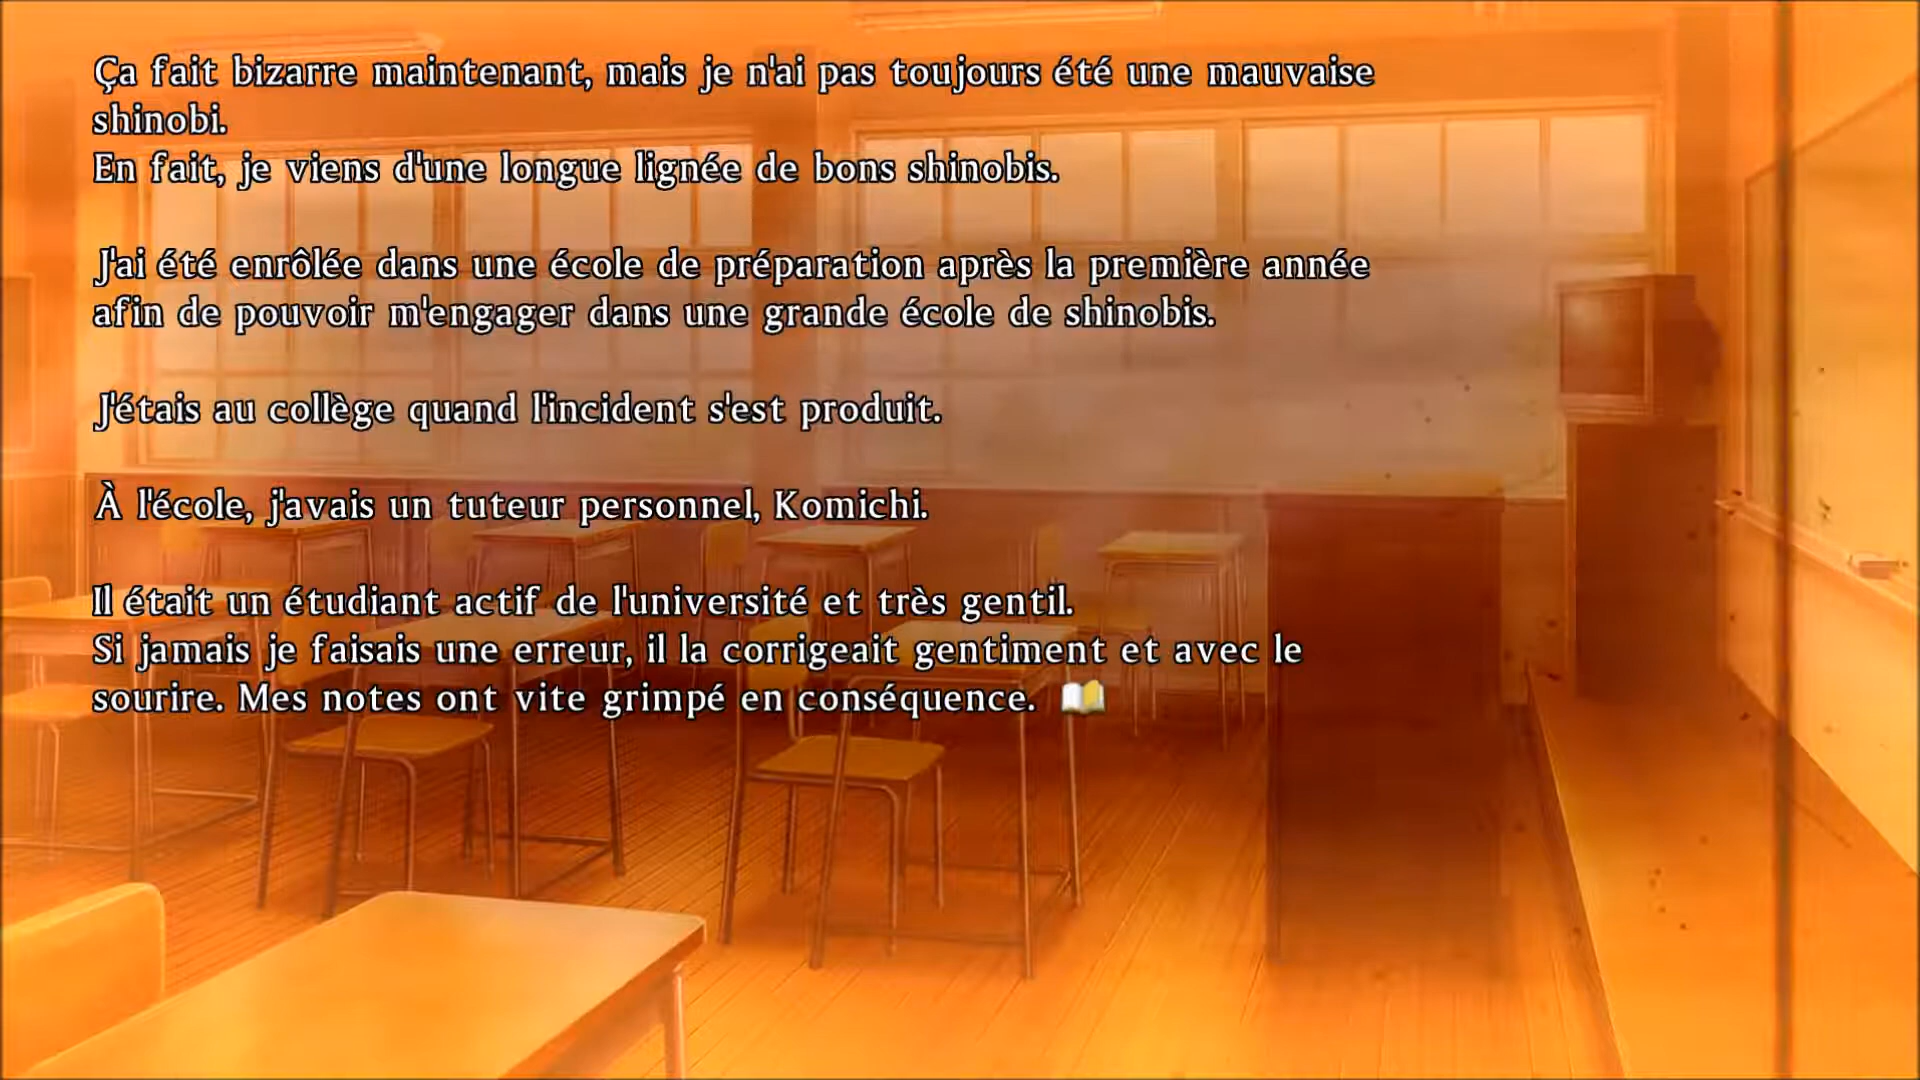 Ça fait bizarre maintenant, mais je n'ai pas toujours été une mauvaise
shinobi.
En fait, je viens d'une longue lignée de bons shinobis.
J'ai été enrôlée dans une école de préparation après la première année
afin de pouvoir m'engager dans une grande école de shinobis.
J'étais au collège quand l'incident s'est produit.
À l'école, j'avais un tuteur personnel, Komichi.
Il était un étudiant actif de l'université et très gentil.
Si jamais je faisais une erreur, il la corrigeait gentiment et avec le
sourire. Mes notes ont vite grimpé en conséquence.